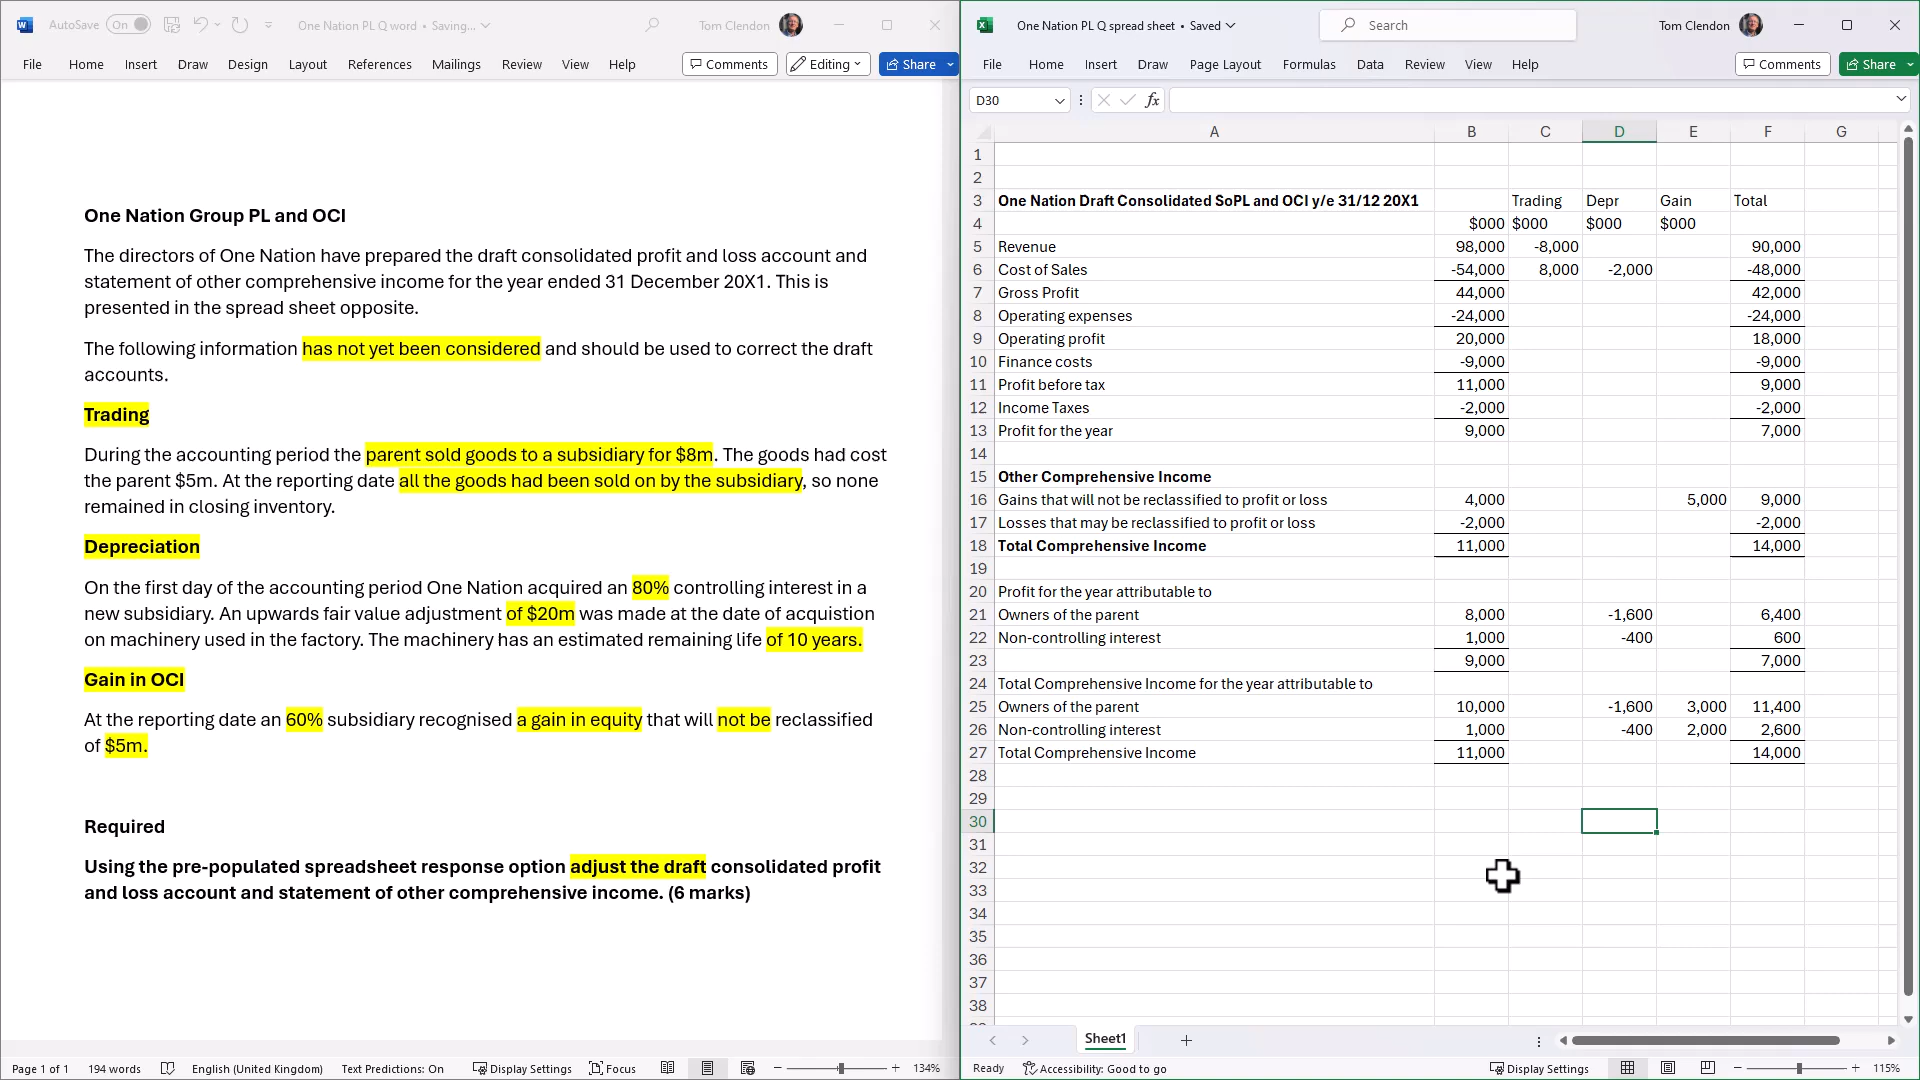 AutoSave On One Nation PL Q word • Saving... Tom Clendon
File Home Insert Draw Design Layout References Mailings Review View Help Comments Editing Share
One Nation Group PL and OCI
The directors of One Nation have prepared the draft consolidated profit and loss account and
statement of other comprehensive income for the year ended 31 December 20X1. This is
presented in the spread sheet opposite.
The following information has not yet been considered and should be used to correct the draft
accounts.
Trading
During the accounting period the parent sold goods to a subsidiary for $8m. The goods had cost
the parent $5m. At the reporting date all the goods had been sold on by the subsidiary, so none
remained in closing inventory.
Depreciation
On the first day of the accounting period One Nation acquired an 80% controlling interest in a
new subsidiary. An upwards fair value adjustment of $20m was made at the date of acquistion
on machinery used in the factory. The machinery has an estimated remaining life of 10 years.
Gain in OCI
At the reporting date an 60% subsidiary recognised a gain in equity that will not be reclassified
of $5m.
Required
Using the pre-populated spreadsheet response option adjust the draft consolidated profit
and loss account and statement of other comprehensive income. (6 marks)
Page 1 of 1 194 words English (United Kingdom) Text Predictions: On Display Settings Focus 134%
One Nation PL Q spread sheet • Saved Search Tom Clendon
File Home Insert Draw Page Layout Formulas Data Review View Help Comments Share
D30 fx
A B C D E F G
1
2
3 One Nation Draft Consolidated SoPL and OCI y/e 31/12 20X1 Trading Depr Gain Total
4 $000 $000 $000 $000
5 Revenue 98,000 -8,000 90,000
6 Cost of Sales -54,000 8,000 -2,000 -48,000
7 Gross Profit 44,000 42,000
8 Operating expenses -24,000 -24,000
9 Operating profit 20,000 18,000
10 Finance costs -9,000 -9,000
11 Profit before tax 11,000 9,000
12 Income Taxes -2,000 -2,000
13 Profit for the year 9,000 7,000
14
15 Other Comprehensive Income
16 Gains that will not be reclassified to profit or loss 4,000 5,000 9,000
17 Losses that may be reclassified to profit or loss -2,000 -2,000
18 Total Comprehensive Income 11,000 14,000
19
20 Profit for the year attributable to
21 Owners of the parent 8,000 -1,600 6,400
22 Non-controlling interest 1,000 -400 600
23 9,000 7,000
24 Total Comprehensive Income for the year attributable to
25 Owners of the parent 10,000 -1,600 3,000 11,400
26 Non-controlling interest 1,000 -400 2,000 2,600
27 Total Comprehensive Income 11,000 14,000
28
29
30
31
32
33
34
35
36
37
38
Sheet1
Ready Accessibility: Good to go Display Settings 115%